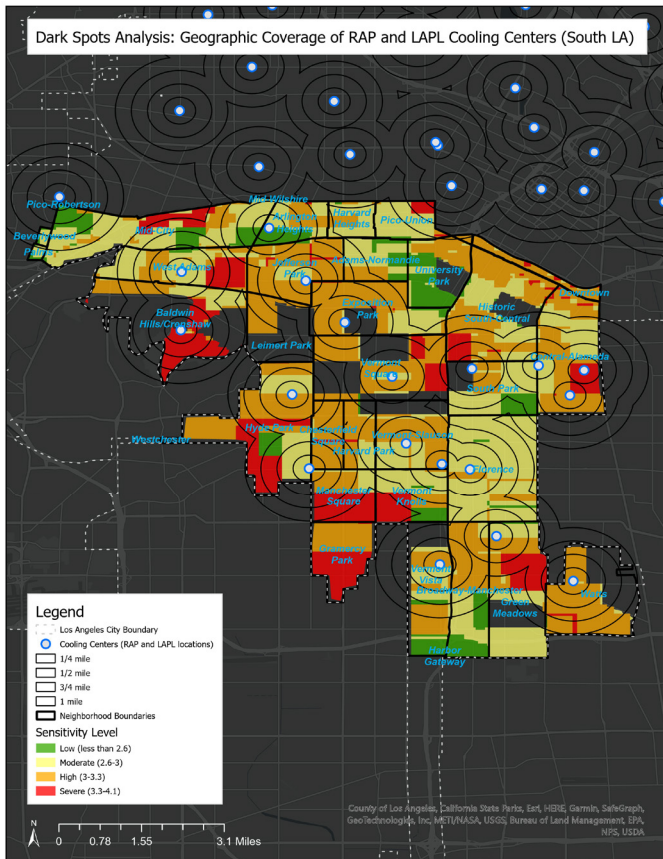 Dark Spots Analysis: Geographic Coverage of RAP and LAPL Cooling Centers (South LA)
Pico-Robertson
Mid-Wilshire
Arlington
Heights
Harvard
Heights
Pico-Union
Beverlywood
Mid-City
Palms
West Adams
Jefferson
Park
Adams-Normandie
University
Park
Downtown
Historic
South-Central
Baldwin
Hills/Crenshaw
Exposition
Park
Leimert Park
Vermont
Square
Central-Alameda
South Park
Hyde Park
Chesterfield
Square
Westchester
Harvard Park
Vermont-Slauson
Florence
Manchester
Square
Vermont
Knolls
Gramercy
Park
Vermont
Vista
Broadway-Manchester
Watts
Green
Meadows
Harbor
Gateway
Legend
Los Angeles City Boundary
Cooling Centers (RAP and LAPL locations)
1/4 mile
1/2 mile
3/4 mile
1 mile
Neighborhood Boundaries
Sensitivity Level
Low (less than 2.6)
Moderate (2.6-3)
High (3-3.3)
Severe (3.3-4.1)
County of Los Angeles, California State Parks, Esri, HERE, Garmin, SafeGraph,
GeoTechnologies, Inc, METI/NASA, USGS, Bureau of Land Management, EPA,
NPS, USDA
N
0 0.78 1.55 3.1 Miles